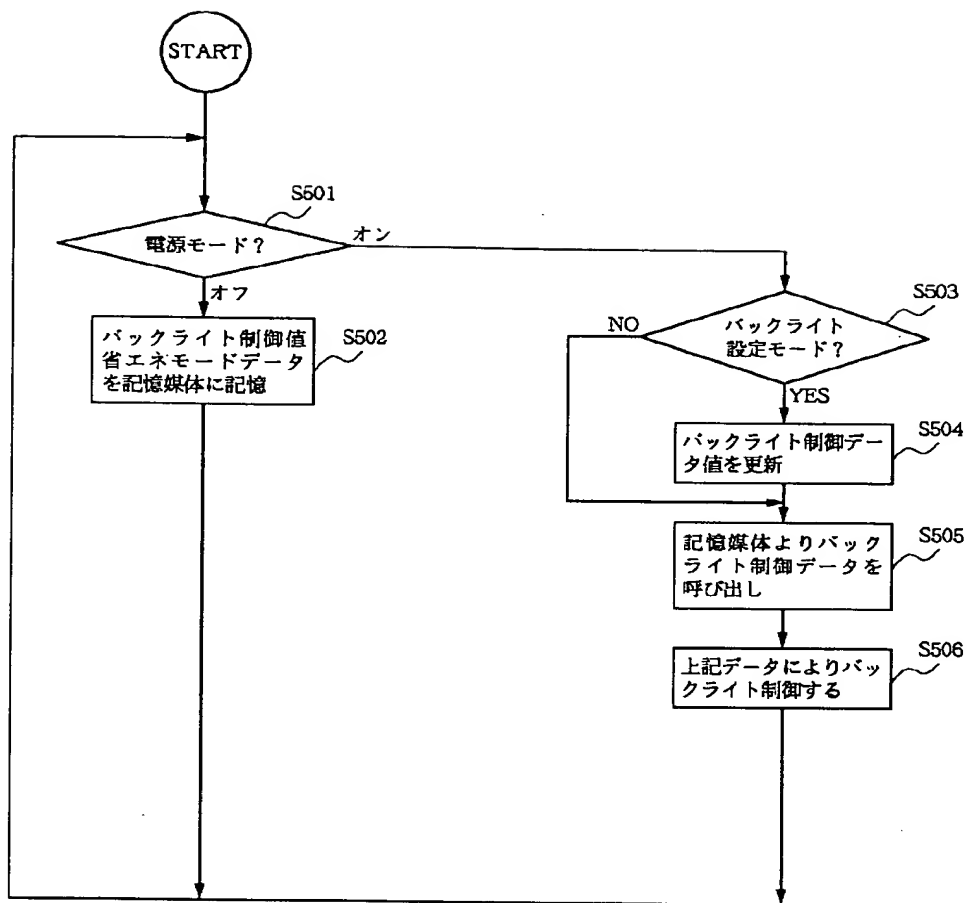 START
S501
電源モード?
オン
オフ
バックライト制御値
省エネモードデータ
を記憶媒体に記憶
S502
S503
バックライト
設定モード?
NO
YES
S504
バックライト制御デー
タ値を更新
S505
記憶媒体よりバック
ライト制御データを
呼び出し
S506
上記データによりバッ
クライト制御する